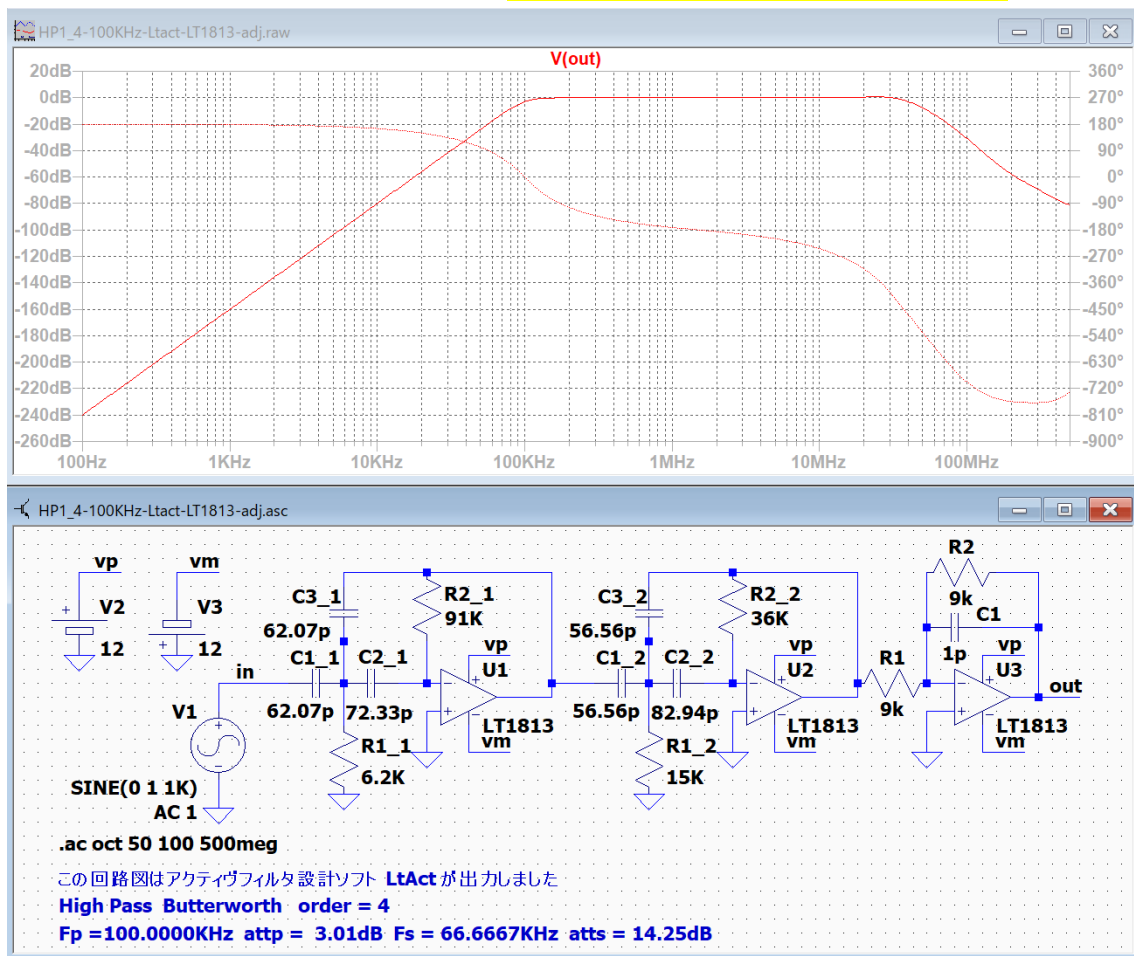 HP1_4-100KHz-Ltact-LT1813-adj.raw
V(out)
20dB
0dB
-20dB
-40dB
-60dB
-80dB
-100dB
-120dB
-140dB
-160dB
-180dB
-200dB
-220dB
-240dB
-260dB
360°
270°
180°
90°
0°
-90°
-180°
-270°
-360°
-450°
-540°
-630°
-720°
-810°
-900°
100Hz 1KHz 10KHz 100KHz 1MHz 10MHz 100MHz
HP1_4-100KHz-Ltact-LT1813-adj.asc
vp
V2
12
vm
V3
12
in
V1
SINE(0 1 1K)
AC 1
C3_1
62.07p
C1_1
62.07p
C2_1
72.33p
R2_1
91K
R1_1
6.2K
vp
U1
LT1813
vm
C3_2
56.56p
C1_2
56.56p
C2_2
82.94p
R2_2
36K
R1_2
15K
vp
U2
LT1813
vm
R1
9k
R2
9k
C1
1p
vp
U3
LT1813
vm
out
.ac oct 50 100 500meg
この回路図はアクティヴフィルタ設計ソフト LtAct が出力しました
High Pass Butterworth order = 4
Fp =100.0000KHz attp = 3.01dB Fs = 66.6667KHz atts = 14.25dB